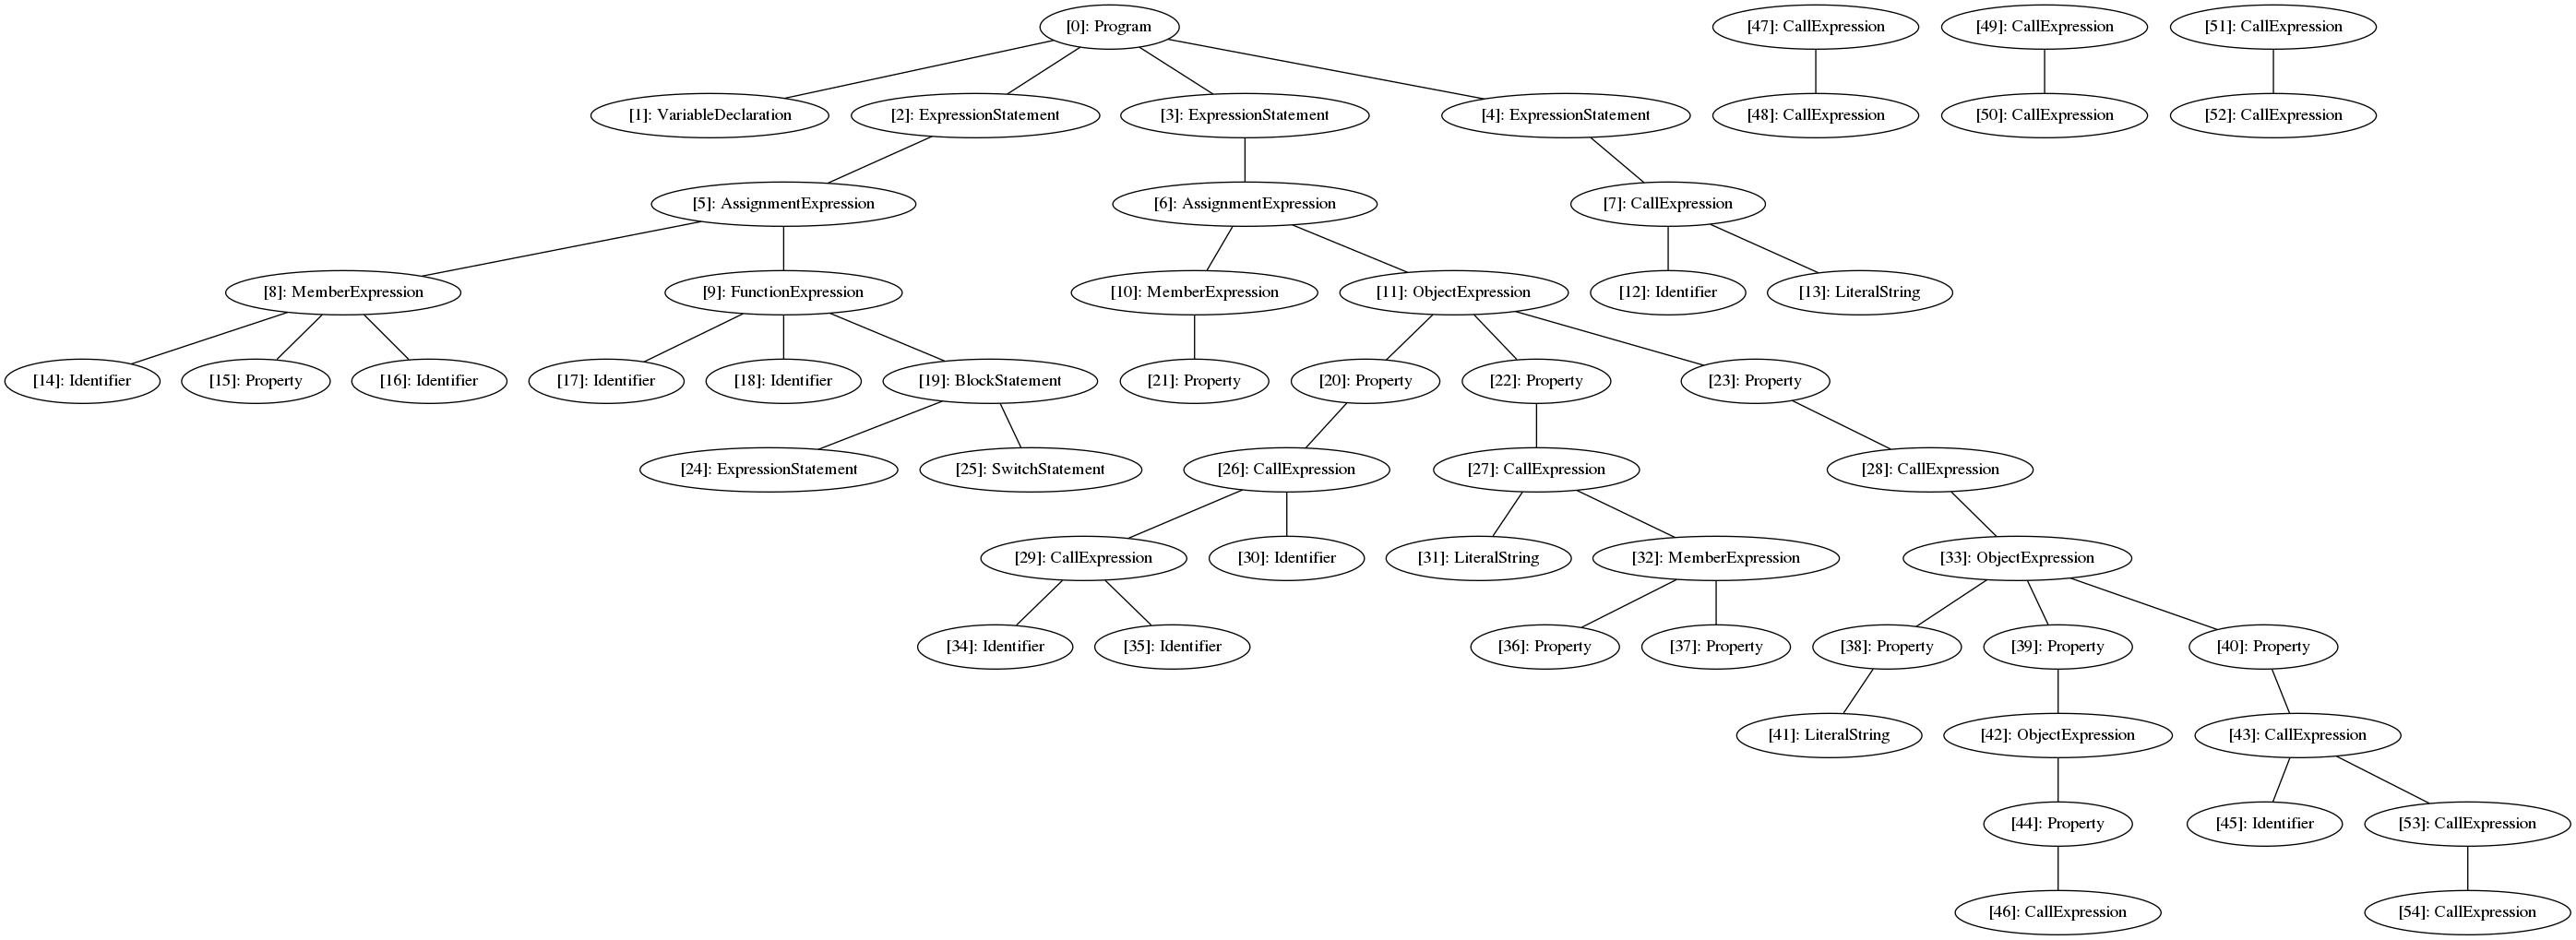 [0]: Program
[47]: CallExpression
[49]: CallExpression
[51]: CallExpression
[1]: VariableDeclaration
[2]: ExpressionStatement
[3]: ExpressionStatement
[4]: ExpressionStatement
[48]: CallExpression
[50]: CallExpression
[52]: CallExpression
[5]: AssignmentExpression
[6]: AssignmentExpression
[7]: CallExpression
[8]: MemberExpression
[9]: FunctionExpression
[10]: MemberExpression
[11]: ObjectExpression
[12]: Identifier
[13]: LiteralString
[14]: Identifier
[15]: Property
[16]: Identifier
[17]: Identifier
[18]: Identifier
[19]: BlockStatement
[21]: Property
[20]: Property
[22]: Property
[23]: Property
[24]: ExpressionStatement
[25]: SwitchStatement
[26]: CallExpression
[27]: CallExpression
[28]: CallExpression
[29]: CallExpression
[30]: Identifier
[31]: LiteralString
[32]: MemberExpression
[33]: ObjectExpression
[34]: Identifier
[35]: Identifier
[36]: Property
[37]: Property
[38]: Property
[39]: Property
[40]: Property
[41]: LiteralString
[42]: ObjectExpression
[43]: CallExpression
[44]: Property
[45]: Identifier
[53]: CallExpression
[46]: CallExpression
[54]: CallExpression